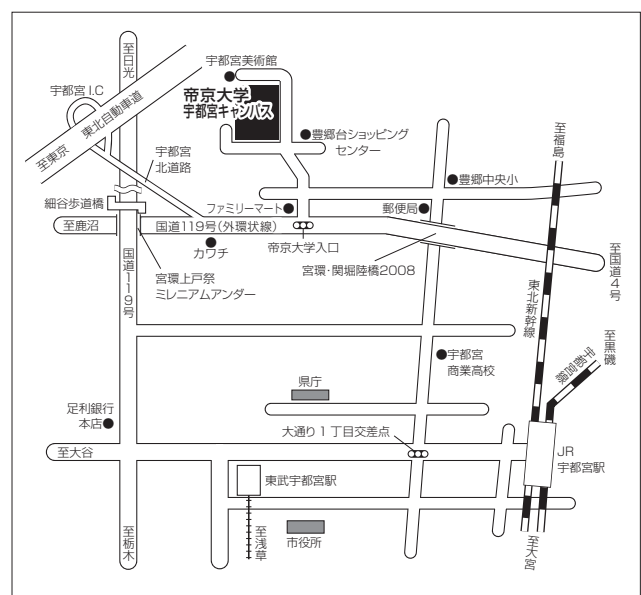 至日光
宇都宮美術館
宇都宮 I.C
東北自動車道
至東京
帝京大学
宇都宮キャンパス
豊郷台ショッピング
センター
至福島
宇都宮
北道路
豊郷中央小
細谷歩道橋
ファミリーマート
郵便局
至鹿沼
国道119号(外環状線)
カワチ
帝京大学入口
至国道4号
国道119号
宮環上戸祭
ミレニアムアンダー
宮環・関堀陸橋2008
東北新幹線
至黒磯
宇都宮線
宇都宮
商業高校
県庁
足利銀行
本店
大通り1丁目交差点
至大谷
JR
宇都宮駅
東武宇都宮駅
至栃木
至浅草
市役所
至大宮